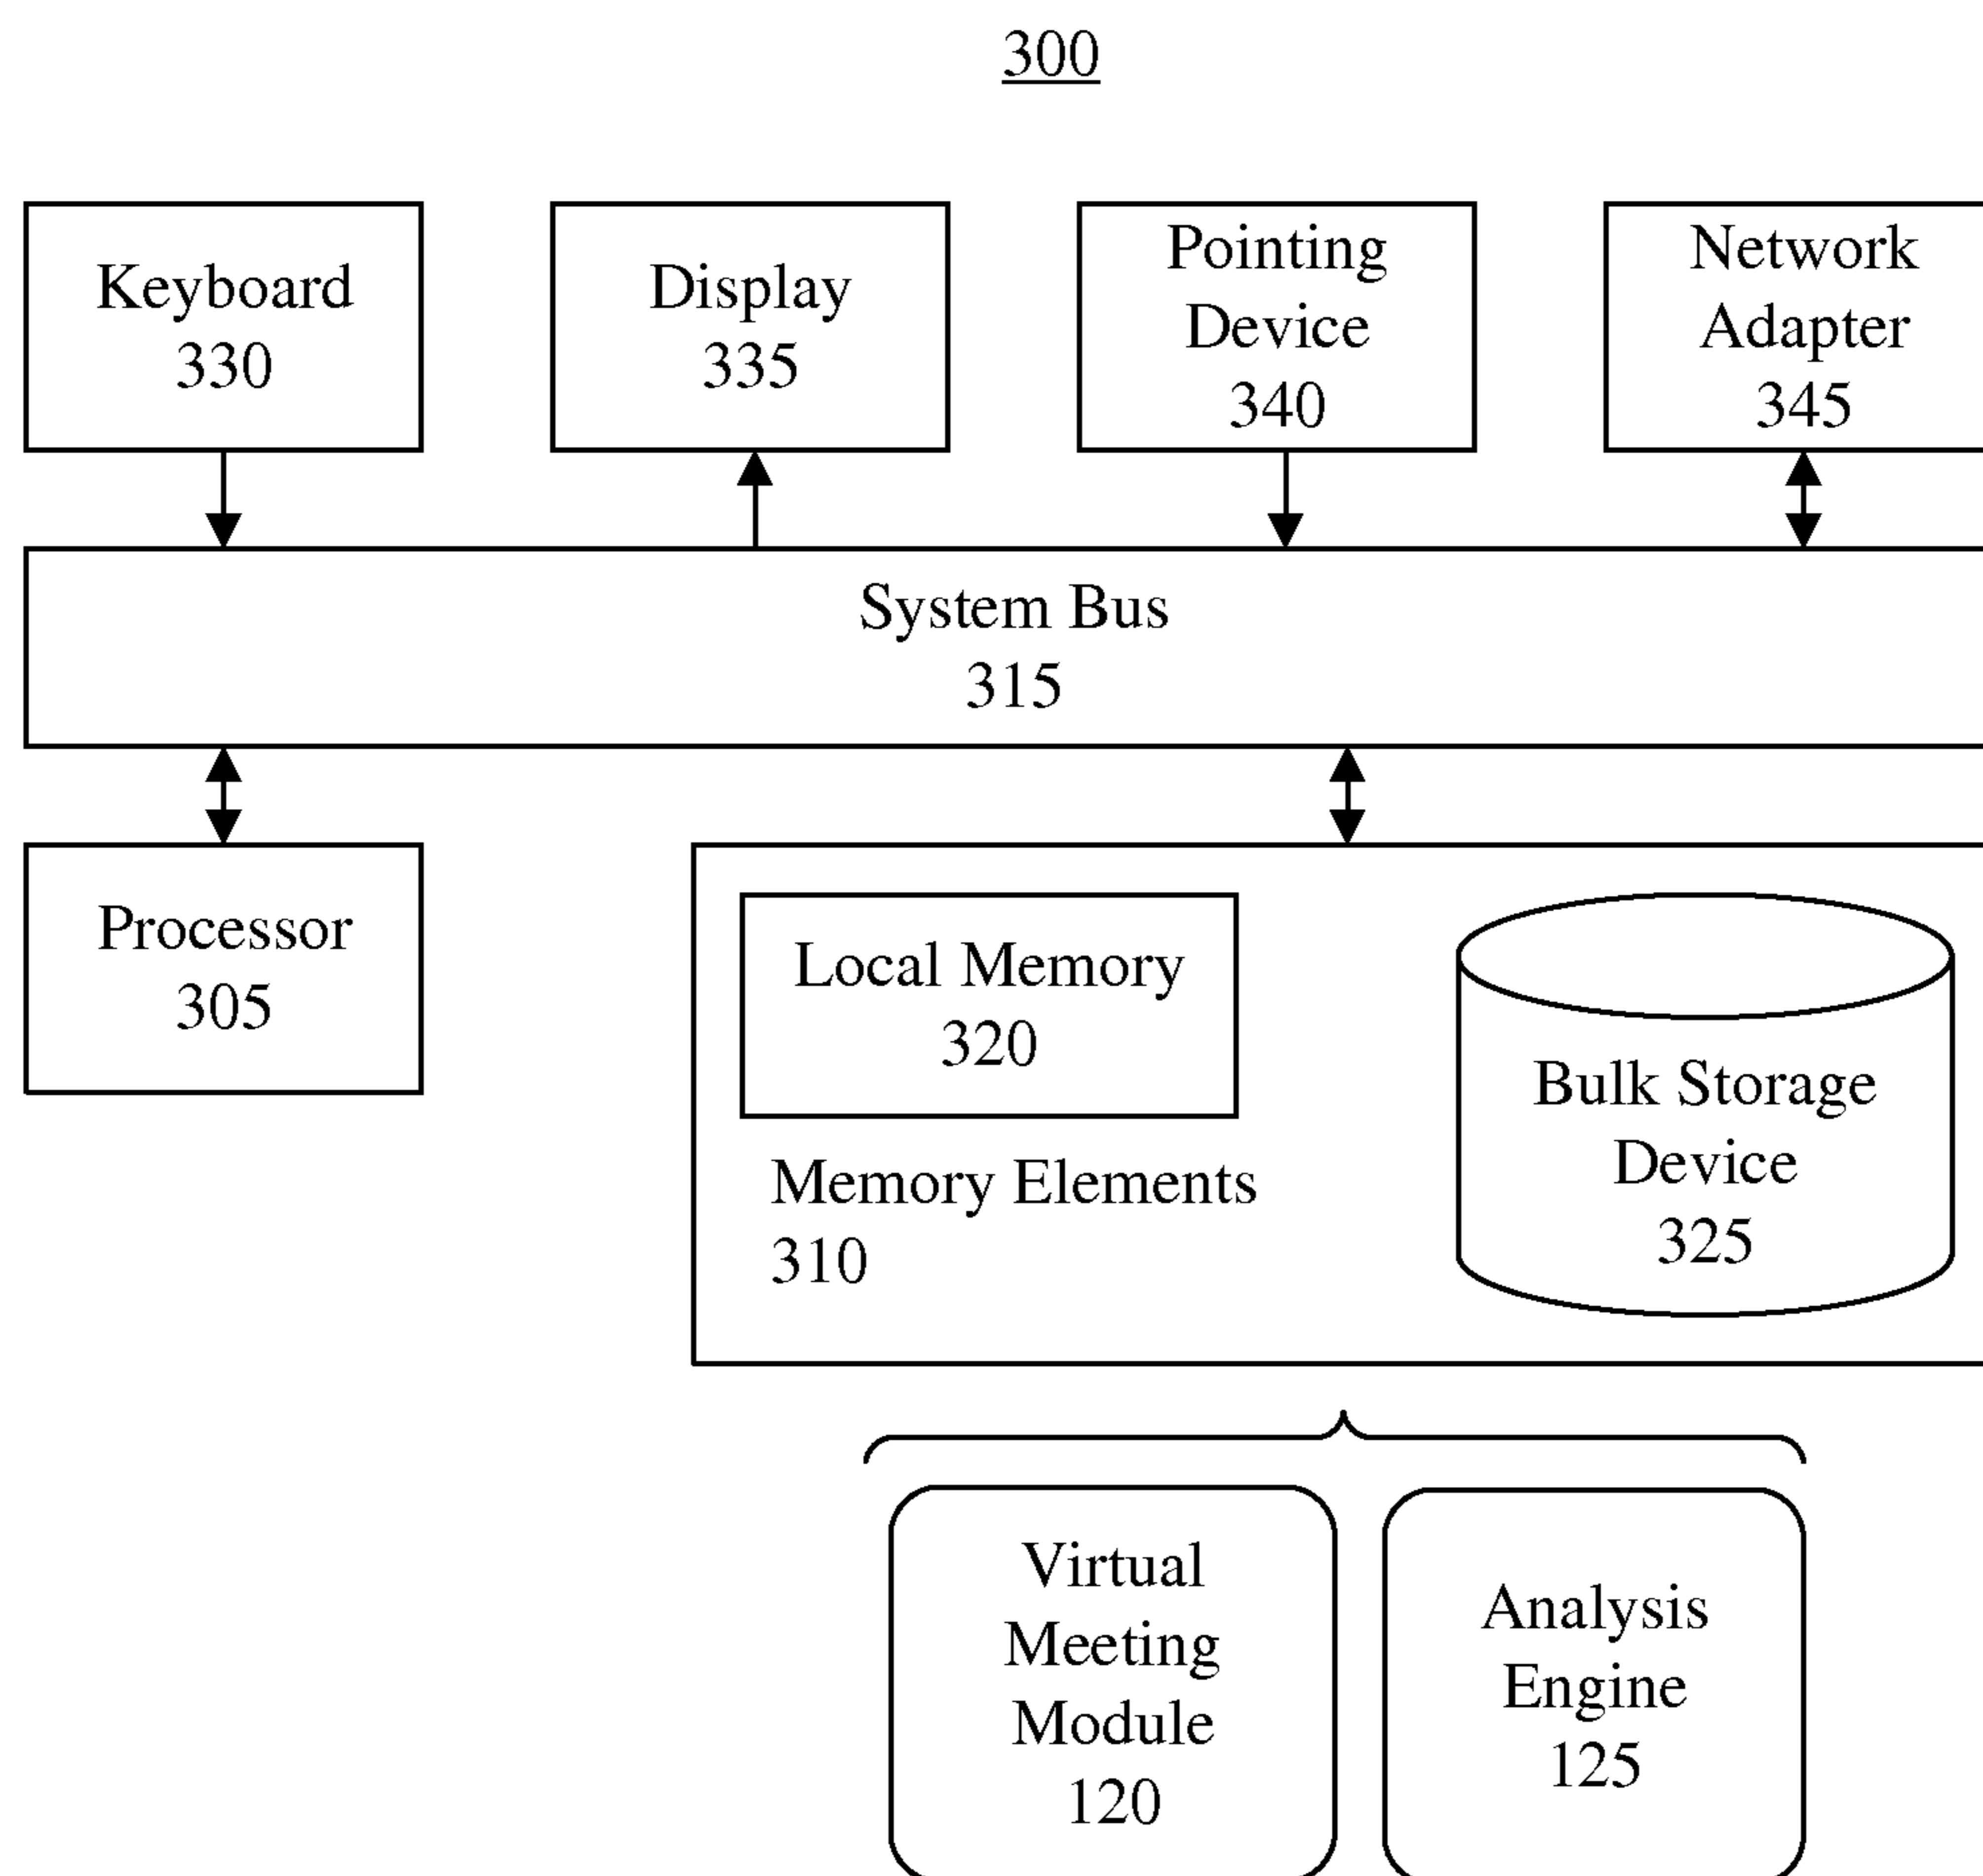 300
Keyboard
330
Display
335
Pointing
Device
340
Network
Adapter
345
System Bus
315
Processor
305
Local Memory
320
Memory Elements
310
Bulk Storage
Device
325
Virtual
Meeting
Module
120
Analysis
Engine
125